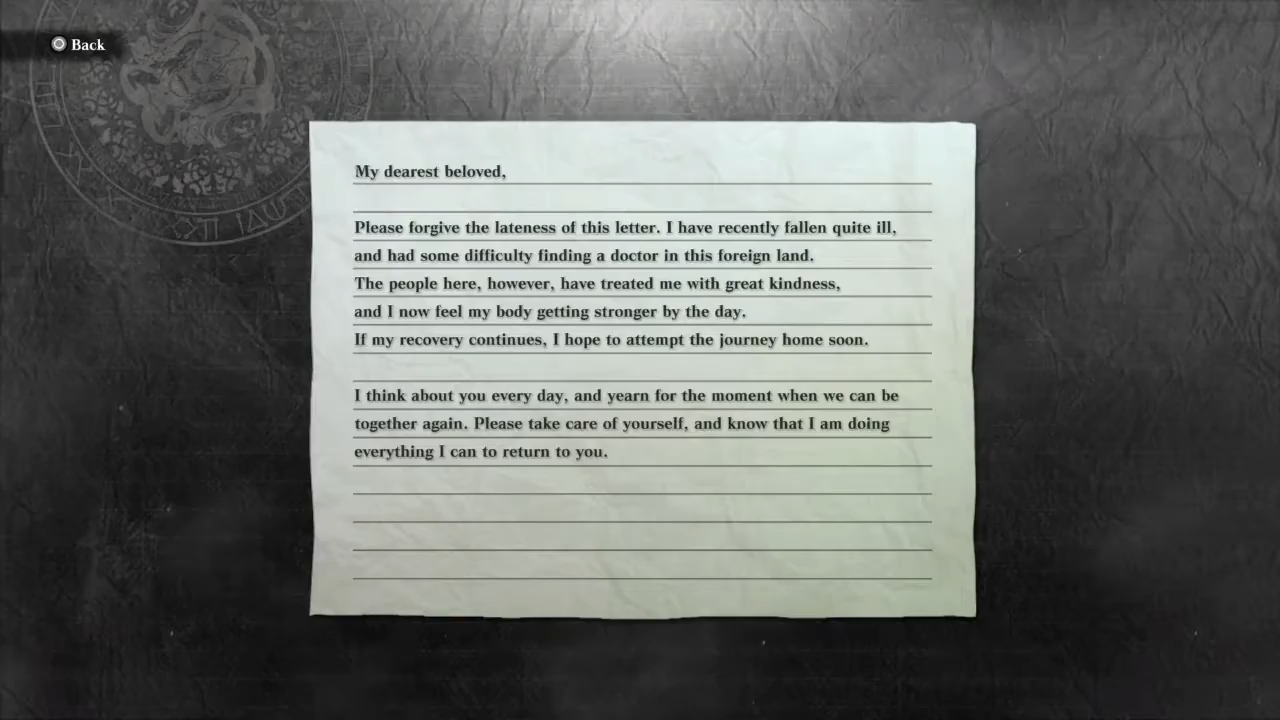 Back
My dearest beloved,
Please forgive the lateness of this letter. I have recently fallen quite ill,
and had some difficulty finding a doctor in this foreign land.
The people here, however, have treated me with great kindness,
and I now feel my body getting stronger by the day.
If my recovery continues, I hope to attempt the journey home soon.
I think about you every day, and yearn for the moment when we can be
together again. Please take care of yourself, and know that I am doing
everything I can to return to you.